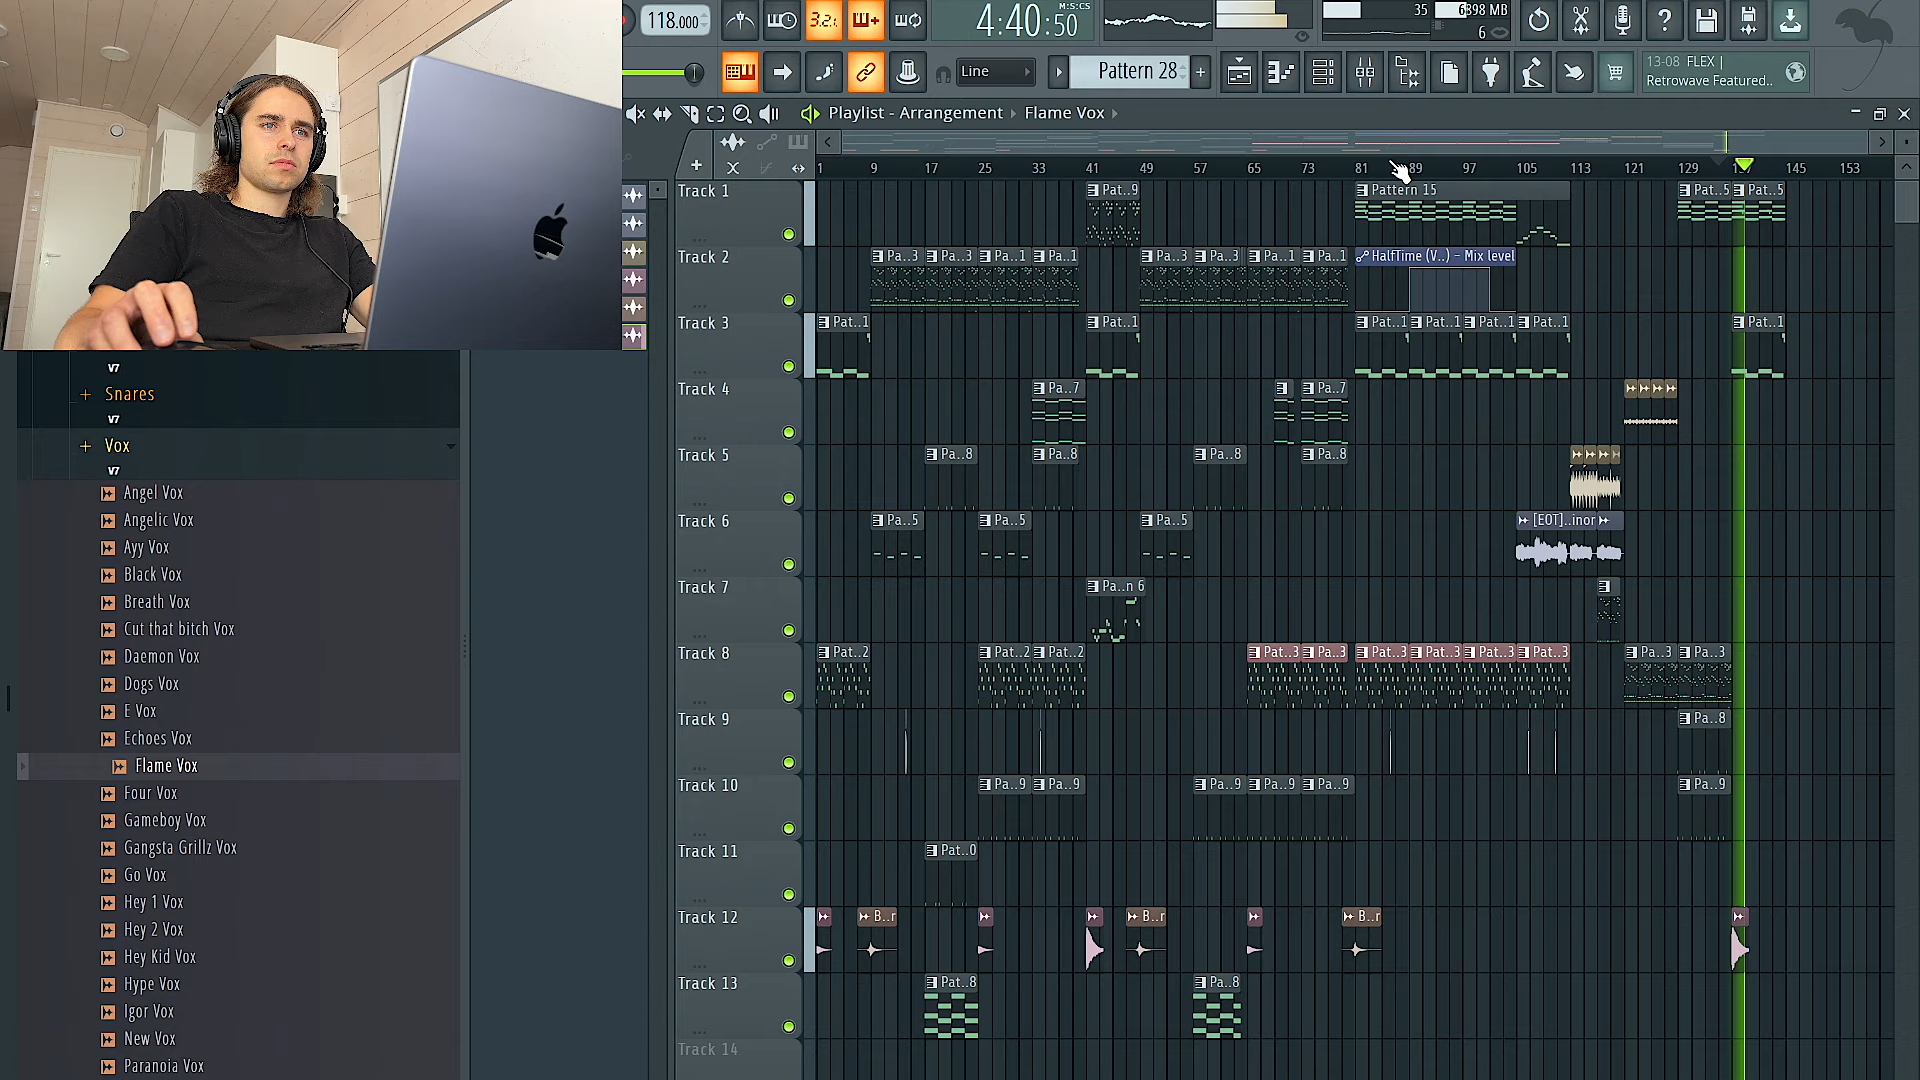 118.000
3.2.
4:40:50
M:S:CS
35
6898 MB
6
Line
Pattern 28
13-08 FLEX |
Retrowave Featured..
Playlist - Arrangement
Flame Vox
1 9 17 25 33 41 49 57 65 73 81 89 97 105 113 121 129 137 145 153
Track 1
Pat..9
Pattern 15
Pat..5
Pat..5
Track 2
Pa..3 Pa..3 Pa..1 Pa..1 Pa..3 Pa..3 Pa..1 Pa..1
HalfTime (V..) - Mix level
Track 3
Pat..1 Pat..1 Pat..1 Pat..1 Pat..1 Pat..1 Pat..1
Track 4
Pa..7 Pa..7
Track 5
Pa..8 Pa..8 Pa..8 Pa..8
Track 6
Pa..5 Pa..5 Pa..5
[EOT]..inor
Track 7
Pa..n 6
Track 8
Pat..2 Pat..2 Pat..2 Pat..3 Pa..3 Pat..3 Pat..3 Pat..3 Pat..3 Pa..3 Pa..3
Track 9
Pa..8
Track 10
Pa..9 Pa..9 Pa..9 Pa..9 Pa..9 Pa..9
Track 11
Pat..0
Track 12
B..r B..r B..r
Track 13
Pat..8 Pa..8
Track 14
V7
Snares
V7
Vox
V7
Angel Vox
Angelic Vox
Ayy Vox
Black Vox
Breath Vox
Cut that bitch Vox
Daemon Vox
Dogs Vox
E Vox
Echoes Vox
Flame Vox
Four Vox
Gameboy Vox
Gangsta Grillz Vox
Go Vox
Hey 1 Vox
Hey 2 Vox
Hey Kid Vox
Hype Vox
Igor Vox
New Vox
Paranoia Vox